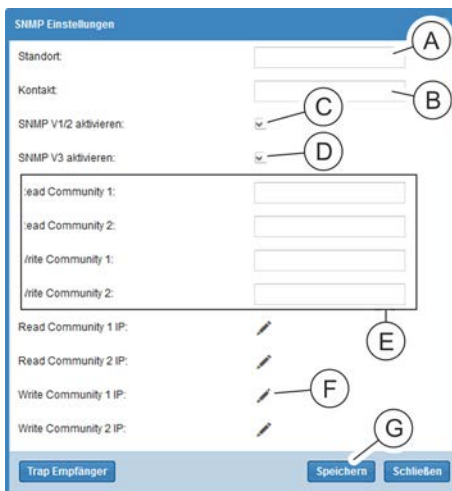 SNMP Einstellungen
Standort:
A
Kontakt:
B
SNMP V1/2 aktivieren:
C
SNMP V3 aktivieren:
D
:ead Community 1:
:ead Community 2:
/rite Community 1:
/rite Community 2:
E
Read Community 1 IP:
Read Community 2 IP:
Write Community 1 IP:
F
Write Community 2 IP:
G
Trap Empfänger
Speichern
Schließen